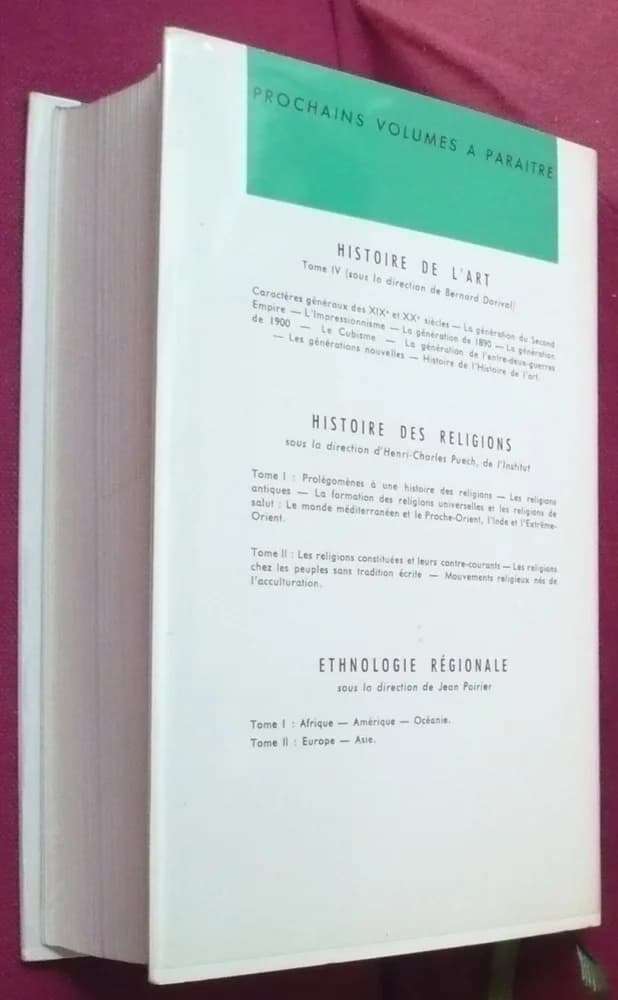 PROCHAINS VOLUMES A PARAITRE
HISTOIRE DE L'ART
Tome IV (sous la direction de Bernard Dorival)
Caractères généraux des XIXe et XXe siècles — La génération du Second
Empire — L'Impressionnisme — La génération de 1890 — La génération
de 1900 — Le Cubisme — La génération de l'entre-deux-guerres
— Les générations nouvelles — Histoire de l'Histoire de l'art.
HISTOIRE DES RELIGIONS
sous la direction d'Henri-Charles Puech, de l'Institut
Tome I : Prolégomènes à une histoire des religions — Les religions
antiques — La formation des religions universelles et les religions de
salut : Le monde méditerranéen et le Proche-Orient, l'Inde et l'Extrême-
Orient.
Tome II : Les religions constituées et leurs contre-courants — Les religions
chez les peuples sans tradition écrite — Mouvements religieux nés de
l'acculturation.
ETHNOLOGIE RÉGIONALE
sous la direction de Jean Poirier
Tome I : Afrique — Amérique — Océanie.
Tome II : Europe — Asie.